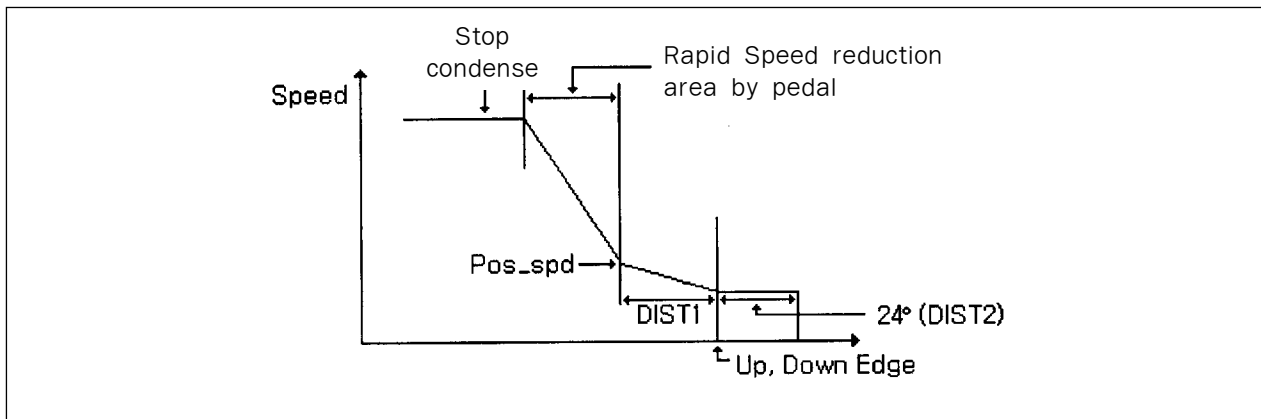 Stop
condense
Rapid Speed reduction
area by pedal
Speed
Pos_spd
DIST1
24° (DIST2)
Up, Down Edge